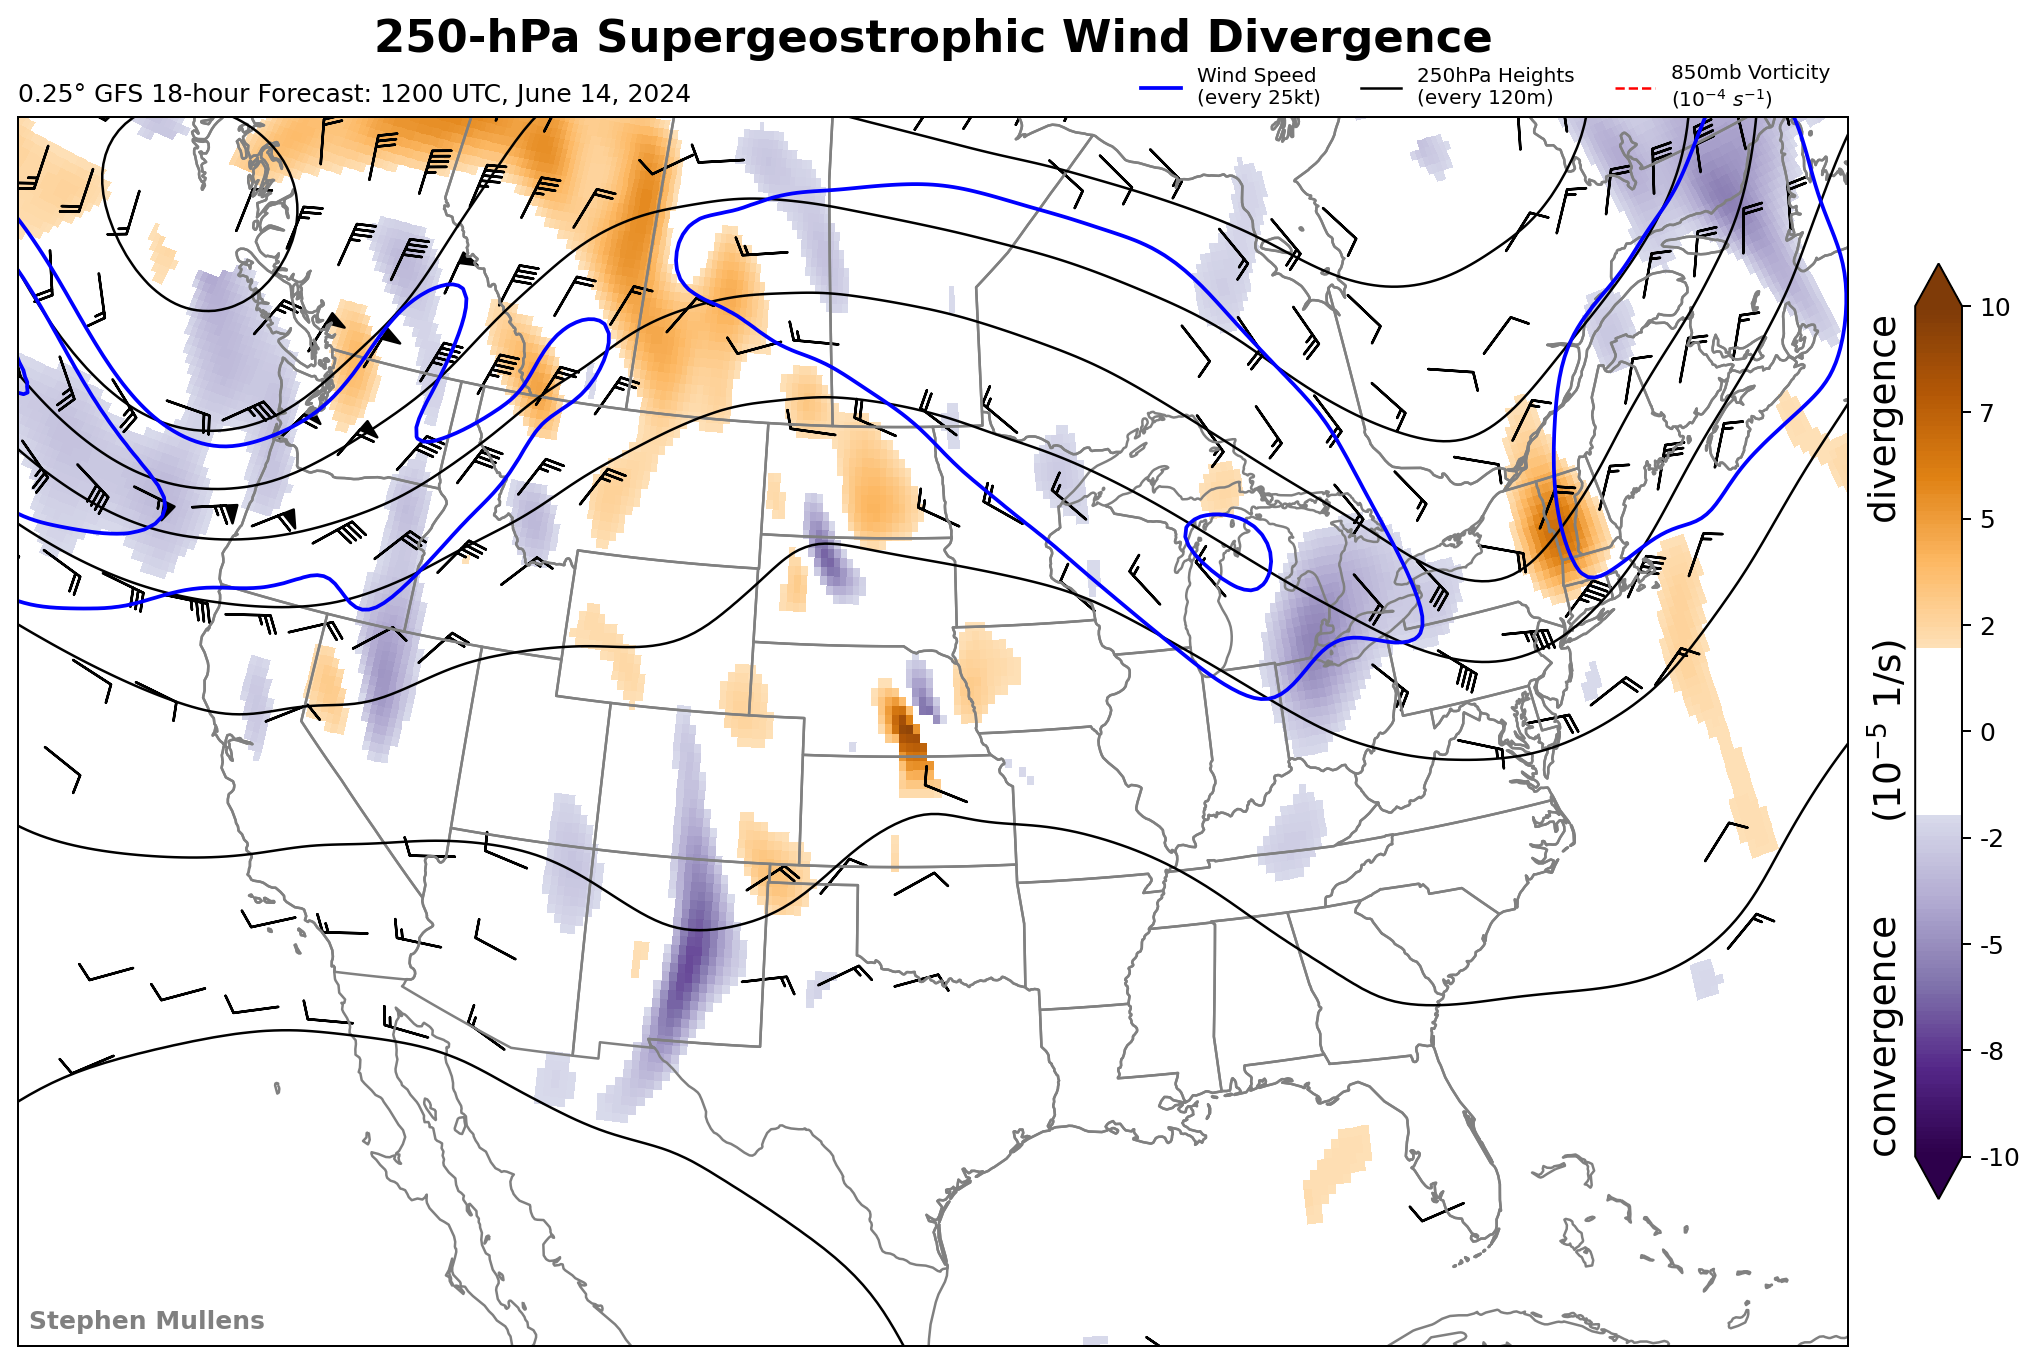 250-hPa Supergeostrophic Wind Divergence
0.25° GFS 18-hour Forecast: 1200 UTC, June 14, 2024
Wind Speed
(every 25kt)
250hPa Heights
(every 120m)
850mb Vorticity
(10⁻⁴ s⁻¹)
10
7
5
2
0
-2
-5
-8
-10
convergence (10⁻⁵ 1/s) divergence
Stephen Mullens